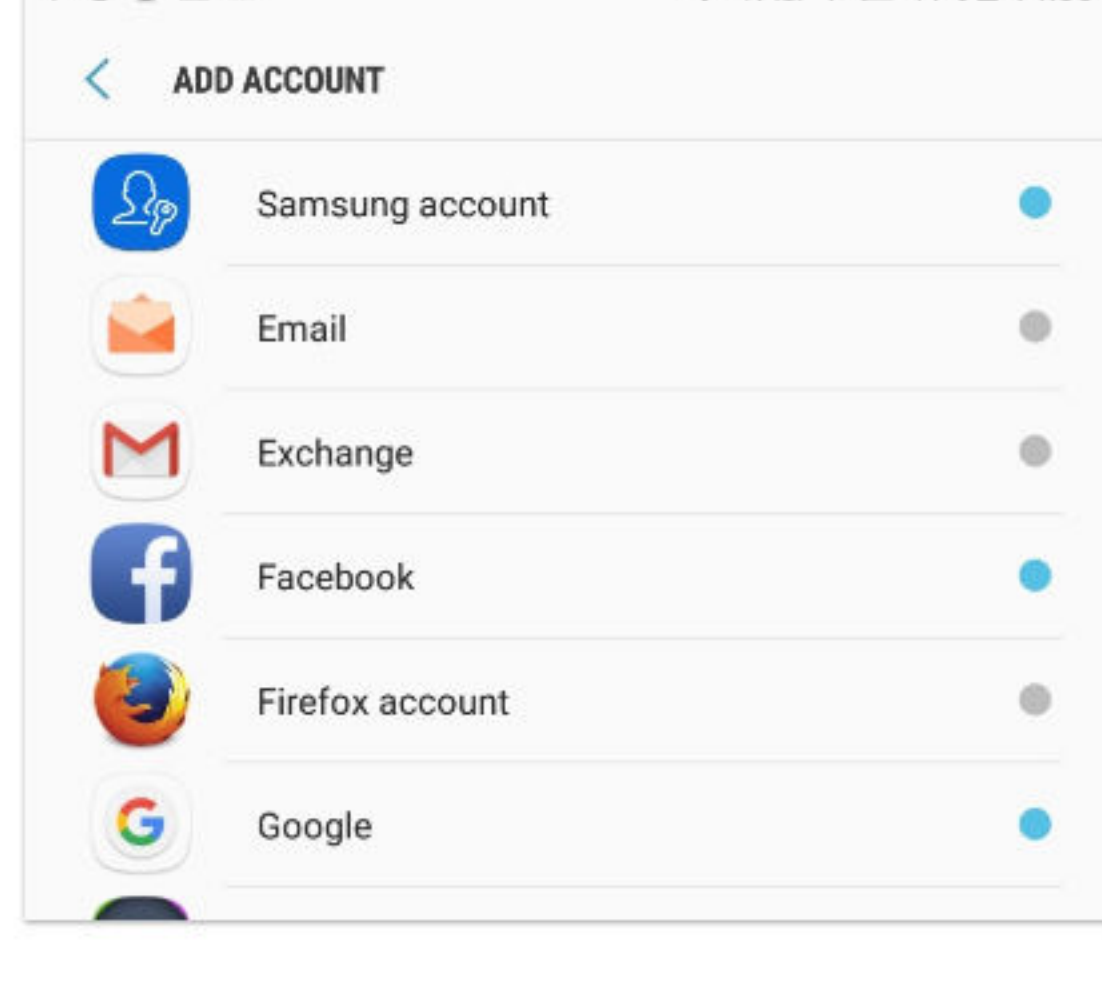 ADD ACCOUNT
Samsung account
Email
Exchange
Facebook
Firefox account
Google